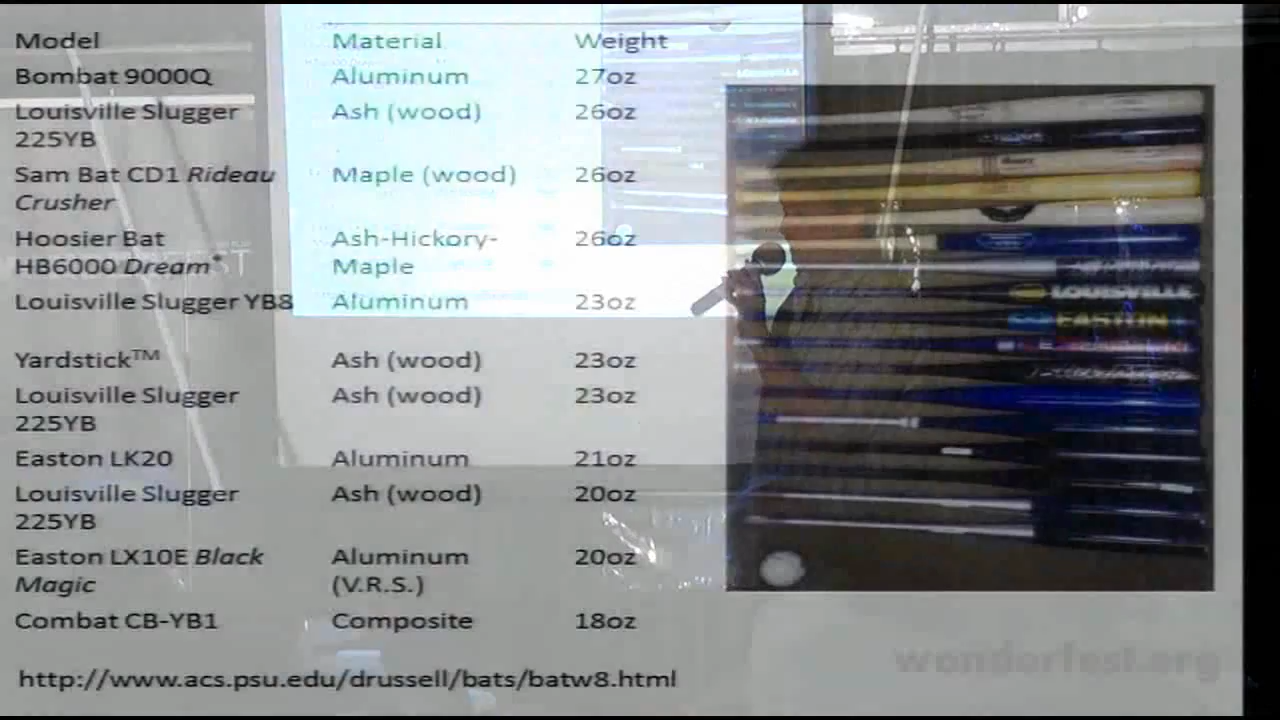 Model Material Weight
Bombat 9000Q Aluminum 27oz
Louisville Slugger Ash (wood) 26oz
225YB
Sam Bat CD1 Rideau Maple (wood) 26oz
Crusher
Hoosier Bat Ash-Hickory- 26oz
HB6000 Dream* Maple
Louisville Slugger YB8 Aluminum 23oz
Yardstick™ Ash (wood) 23oz
Louisville Slugger Ash (wood) 23oz
225YB
Easton LK20 Aluminum 21oz
Louisville Slugger Ash (wood) 20oz
225YB
Easton LX10E Black Aluminum 20oz
Magic (V.R.S.)
Combat CB-YB1 Composite 18oz
http://www.acs.psu.edu/drussell/bats/batw8.html
LOUISVILLE
EASTON
wonderfest.org